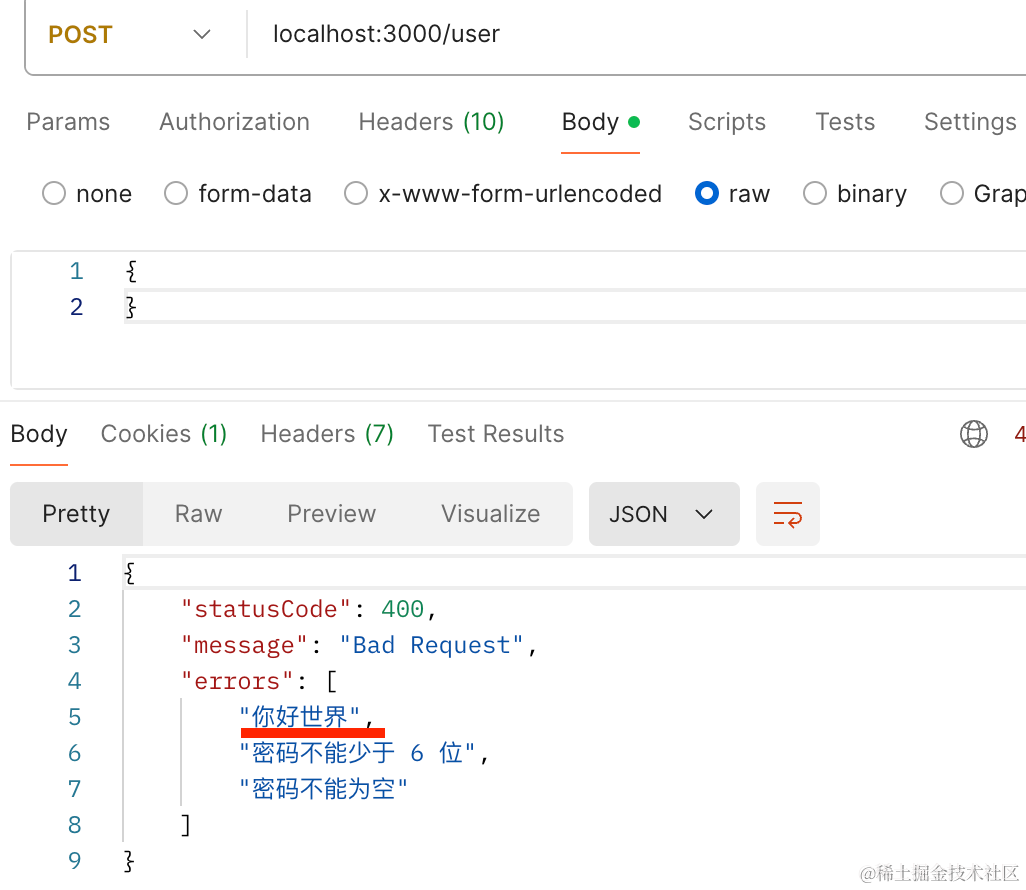 POST localhost:3000/user
Params Authorization Headers (10) Body Scripts Tests Settings
none form-data x-www-form-urlencoded raw binary Grap
1 {
2 }
Body Cookies (1) Headers (7) Test Results 4
Pretty Raw Preview Visualize JSON
1 {
2 "statusCode": 400,
3 "message": "Bad Request",
4 "errors": [
5 "你好世界",
6 "密码不能少于 6 位",
7 "密码不能为空"
8 ]
9 }
@稀土掘金技术社区